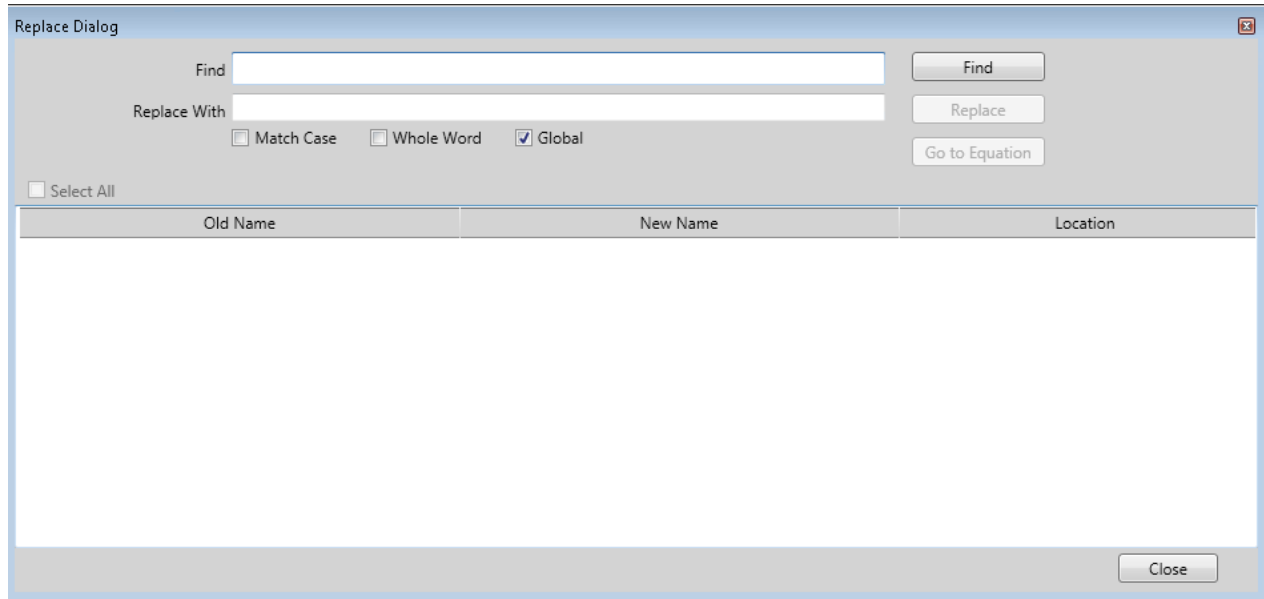 Replace Dialog
Find Find
Replace With Replace
Match Case Whole Word Global
Go to Equation
Select All
Old Name New Name Location
Close